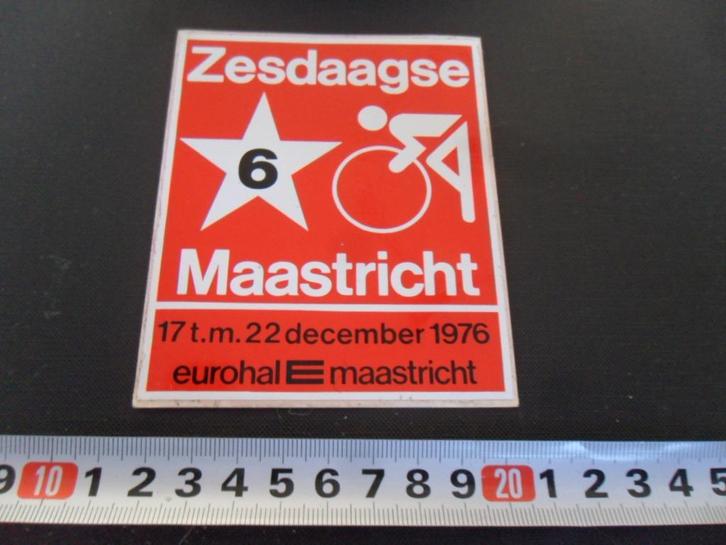 Zesdaagse
6
Maastricht
17 t.m. 22 december 1976
eurohal E maastricht
9 10 1 2 3 4 5 6 7 8 9 20 1 2 3 4 5